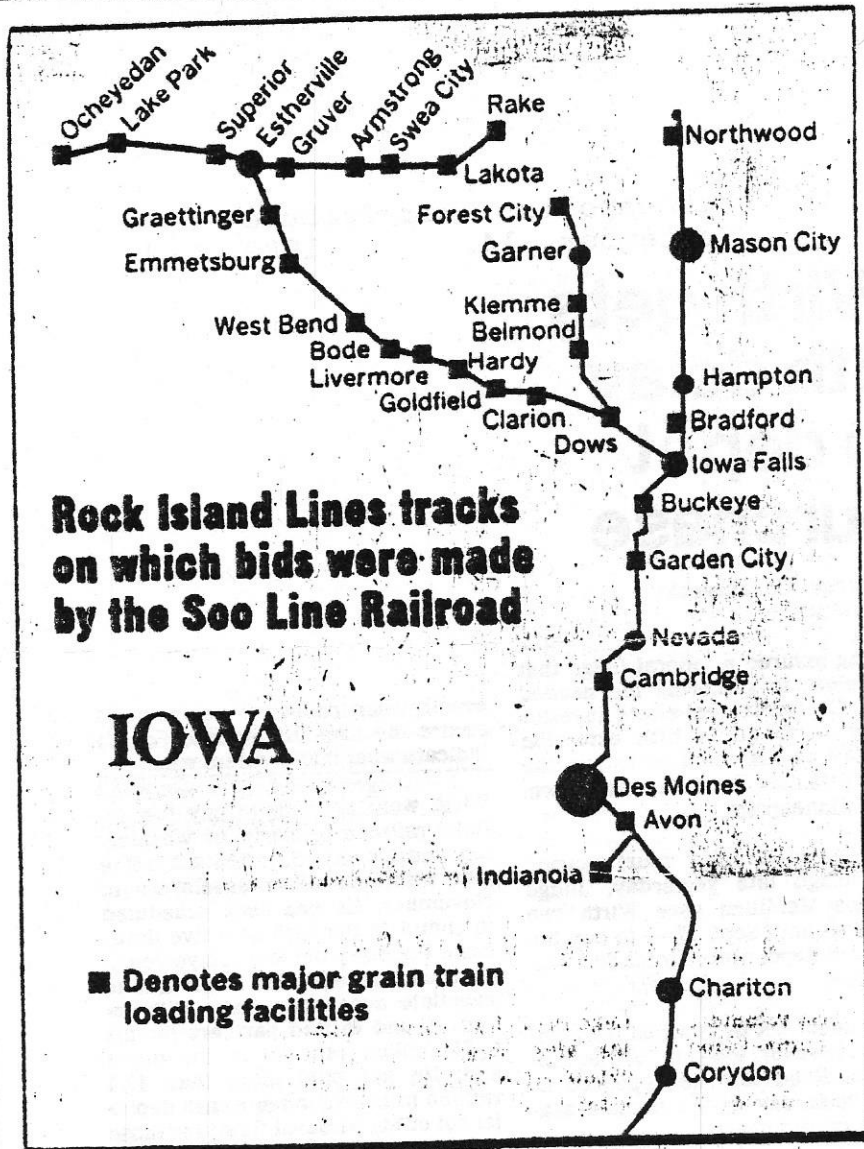 Ocheyedan
Lake Park
Superior
Estherville
Gruver
Armstrong
Swea City
Rake
Northwood
Lakota
Graettinger
Forest City
Emmetsburg
Garner
Mason City
West Bend
Klemme
Bode
Belmond
Livermore
Hardy
Hampton
Goldfield
Clarion
Bradford
Dows
Iowa Falls
Buckeye
Garden City
Rock Island Lines tracks
on which bids were made
by the Soo Line Railroad
Nevada
Cambridge
IOWA
Des Moines
Avon
Indianola
Denotes major grain train
loading facilities
Chariton
Corydon